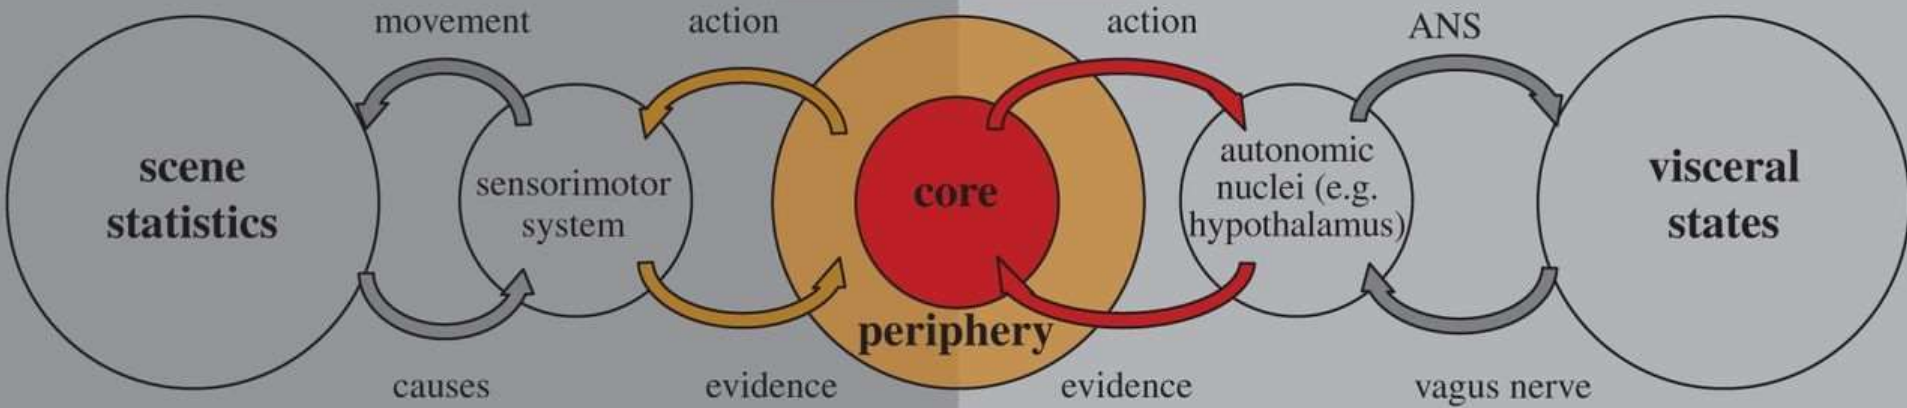 movement
action
action
ANS
scene
statistics
sensorimotor
system
core
periphery
autonomic
nuclei (e.g.
hypothalamus)
visceral
states
causes
evidence
evidence
vagus nerve